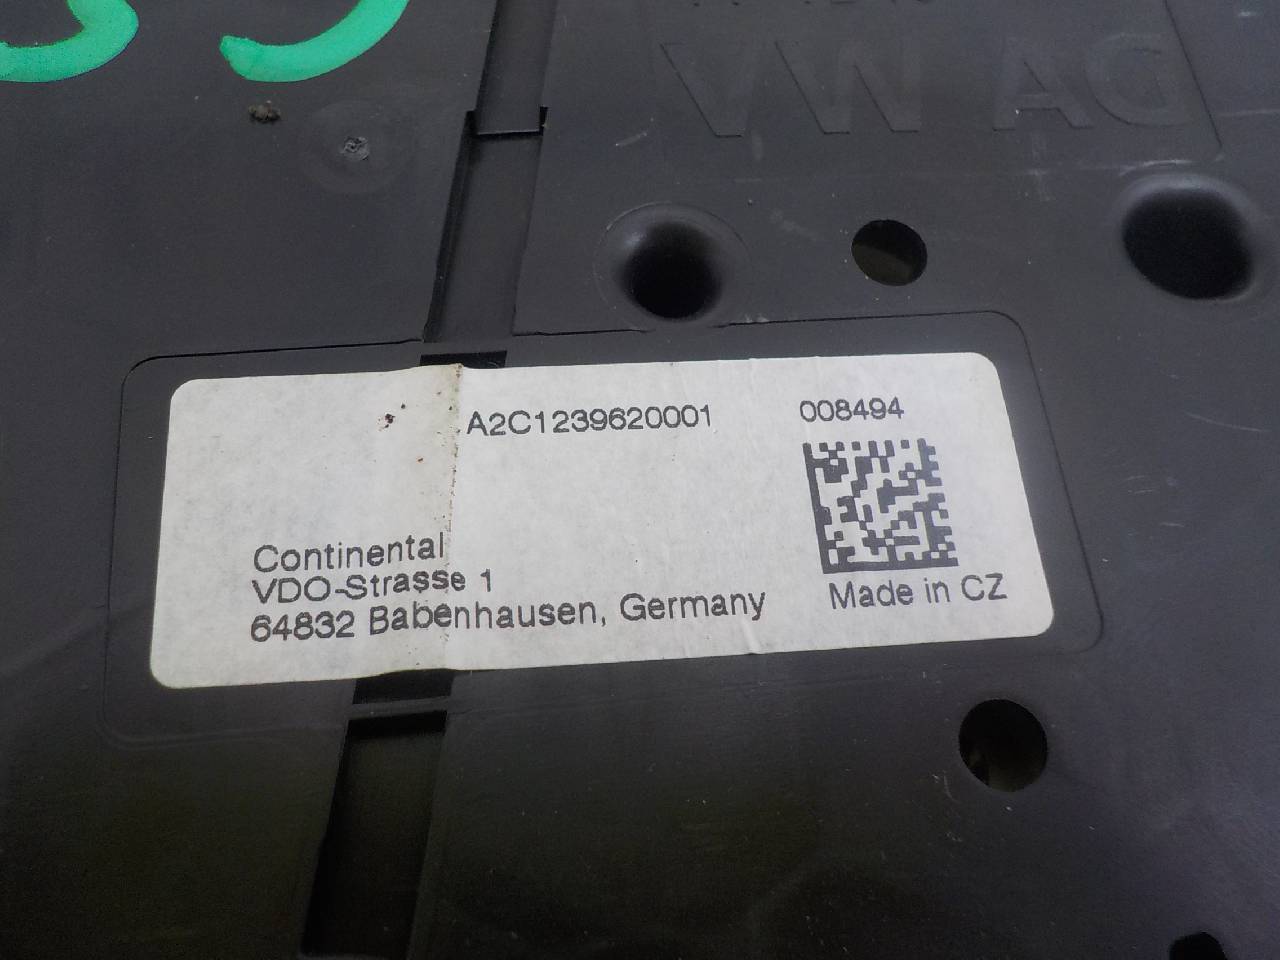 VW AG
A2C1239620001
008494
Continental
VDO-Strasse 1
64832 Babenhausen, Germany
Made in CZ